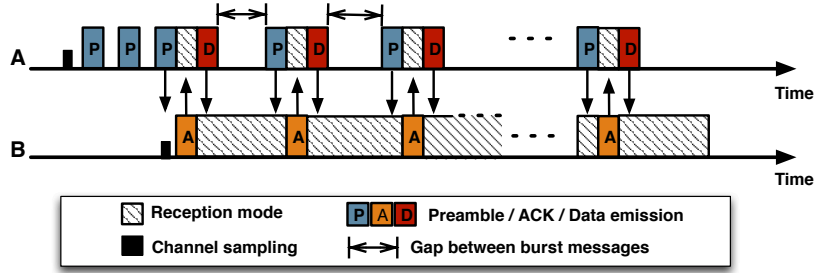 A P P P D P D P D P D
Time
B A A A A
Time
Reception mode P A D Preamble / ACK / Data emission
Channel sampling Gap between burst messages